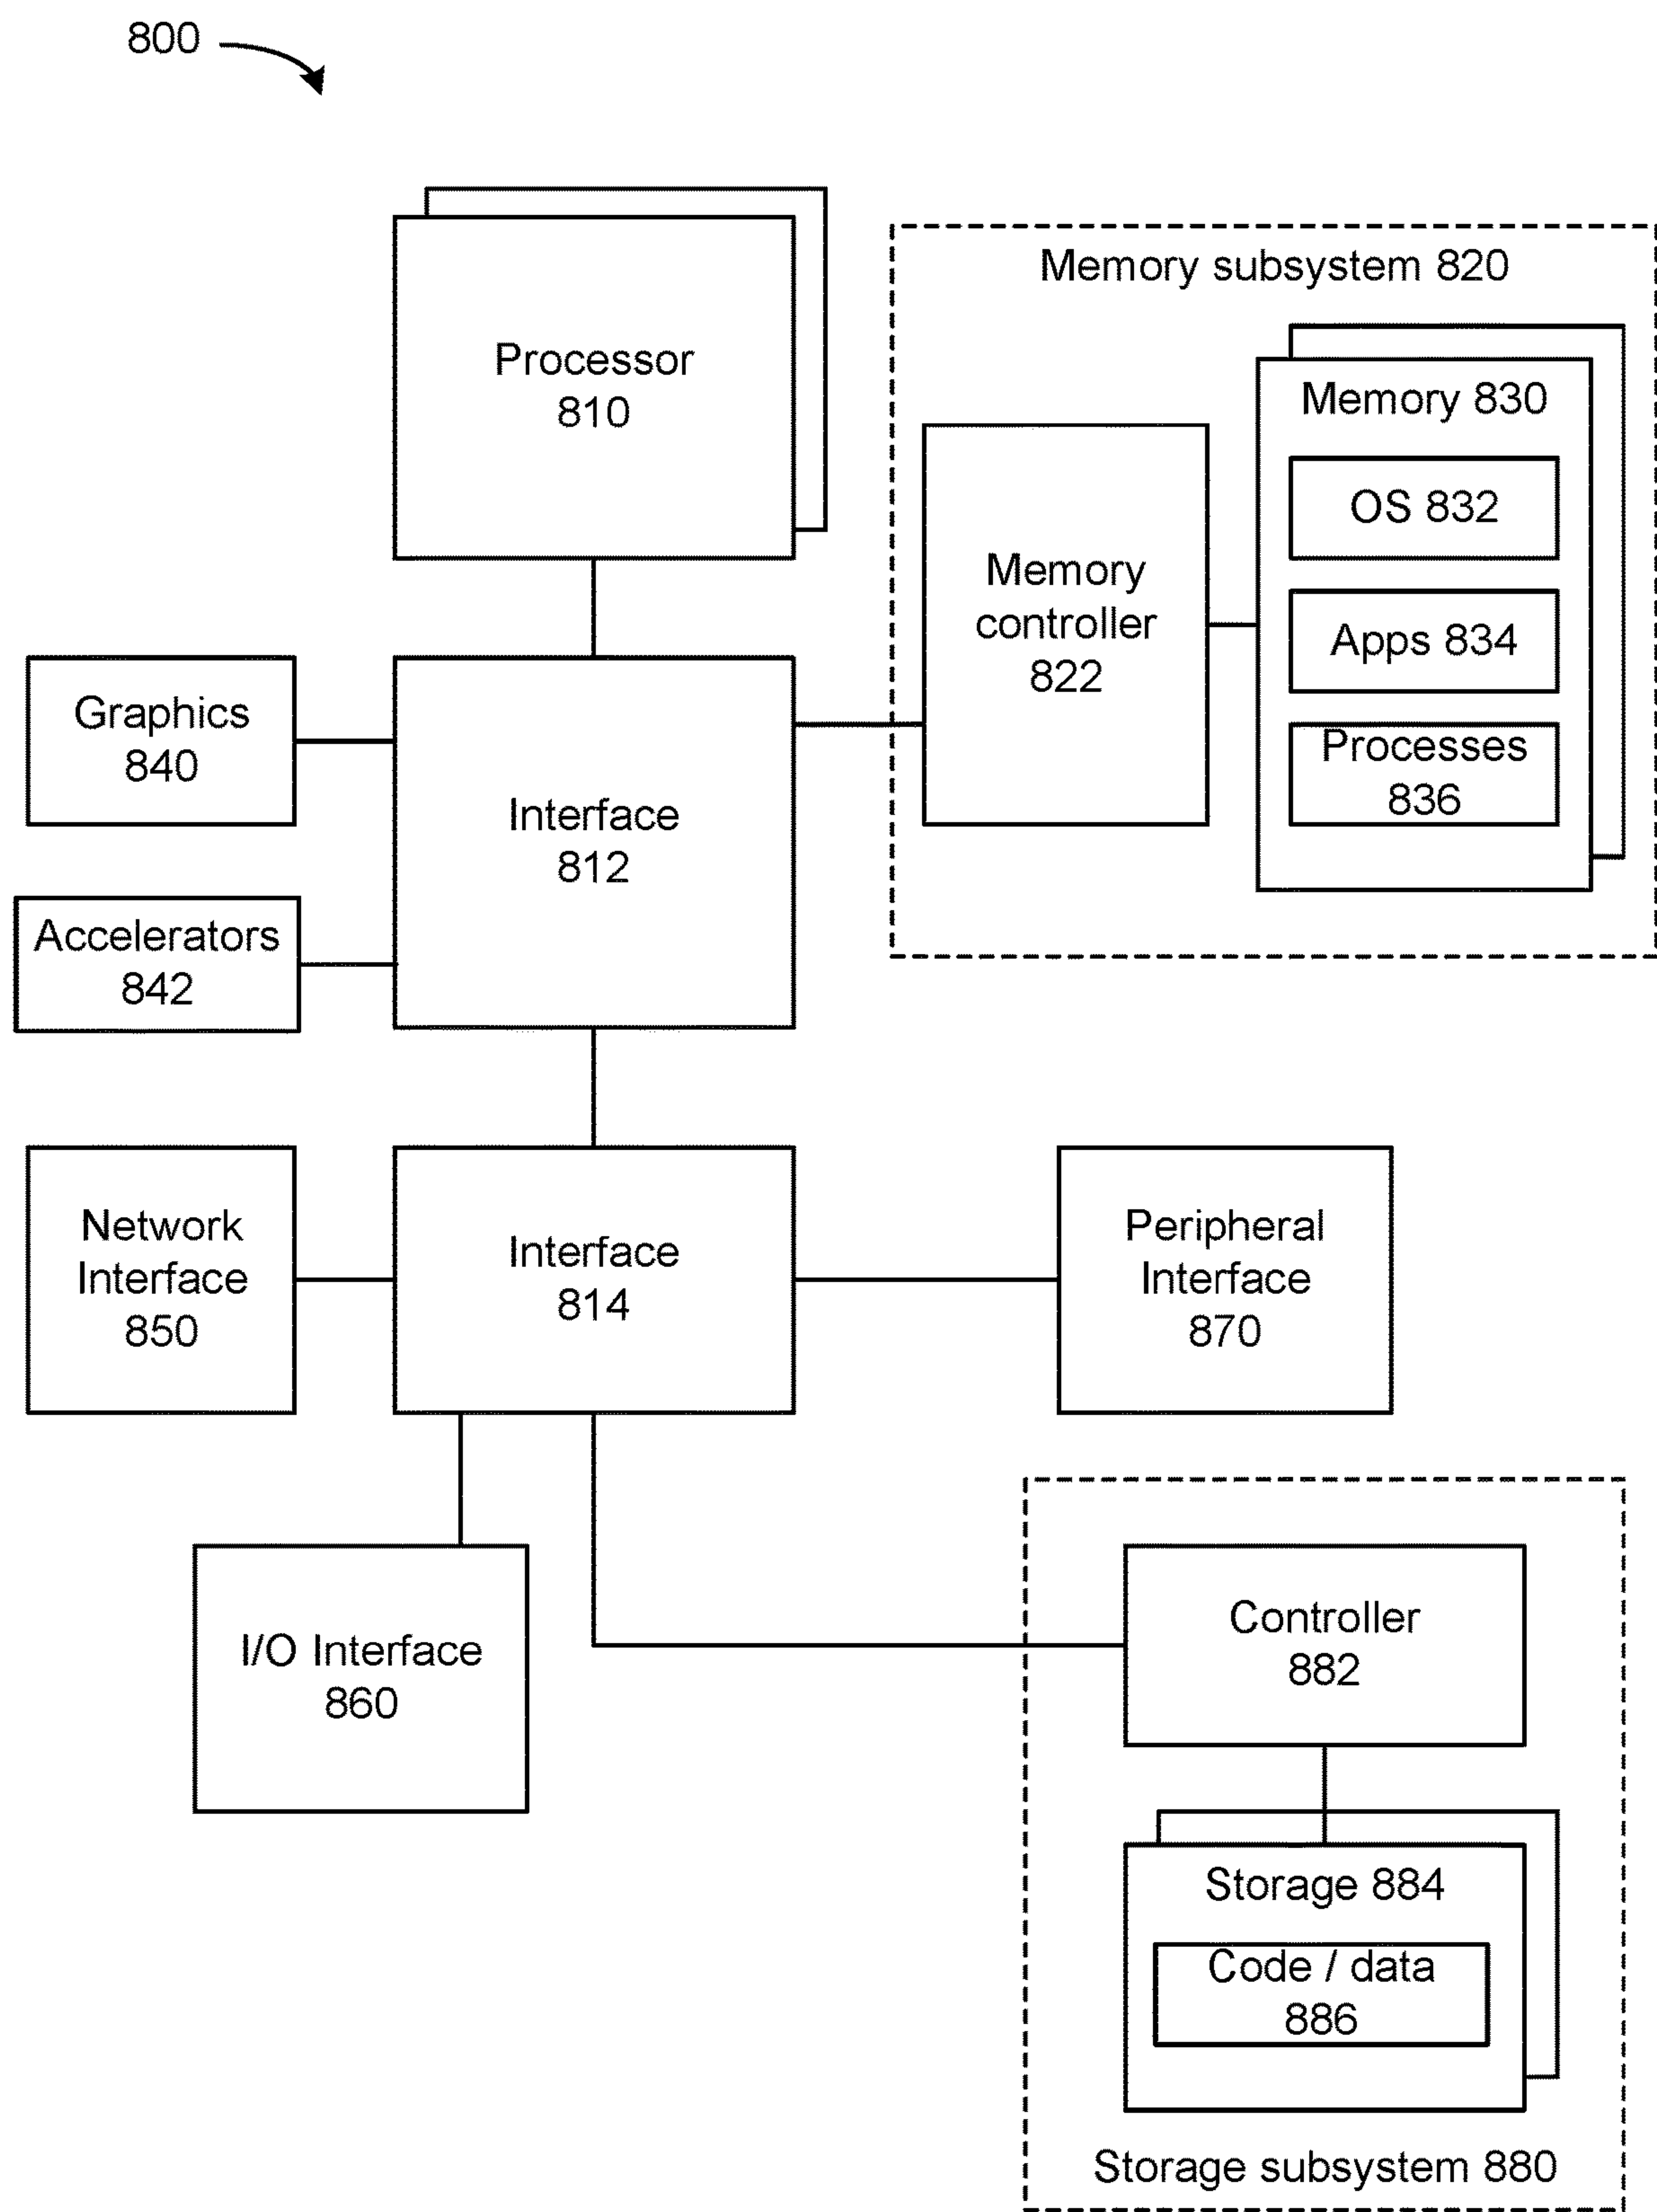 800
Processor
810
Memory subsystem 820
Memory 830
OS 832
Apps 834
Processes
836
Memory
controller
822
Graphics
840
Interface
812
Accelerators
842
Network
Interface
850
Interface
814
Peripheral
Interface
870
I/O Interface
860
Controller
882
Storage 884
Code / data
886
Storage subsystem 880